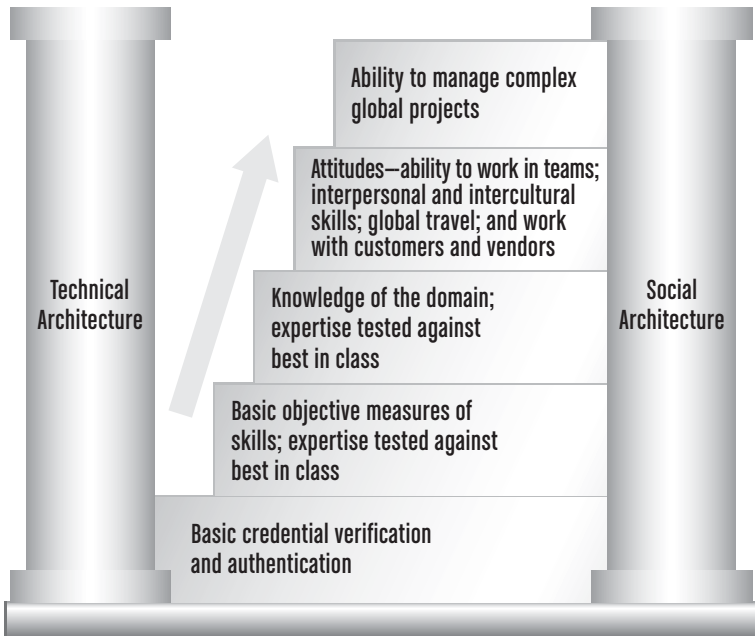 Ability to manage complex
global projects
Attitudes—ability to work in teams;
interpersonal and intercultural
skills; global travel; and work
with customers and vendors
Technical
Architecture
Social
Architecture
Knowledge of the domain;
expertise tested against
best in class
Basic objective measures of
skills; expertise tested against
best in class
Basic credential verification
and authentication